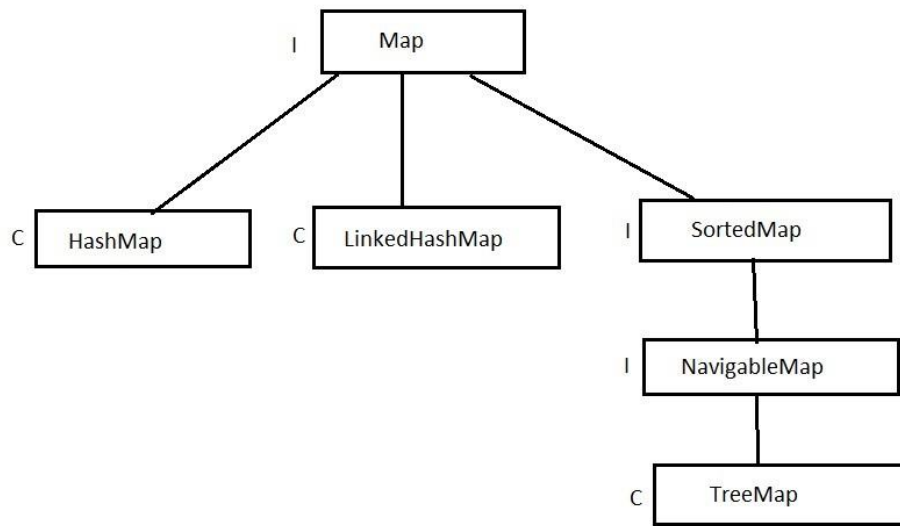 I
Map
C
HashMap
C
LinkedHashMap
I
SortedMap
I
NavigableMap
C
TreeMap